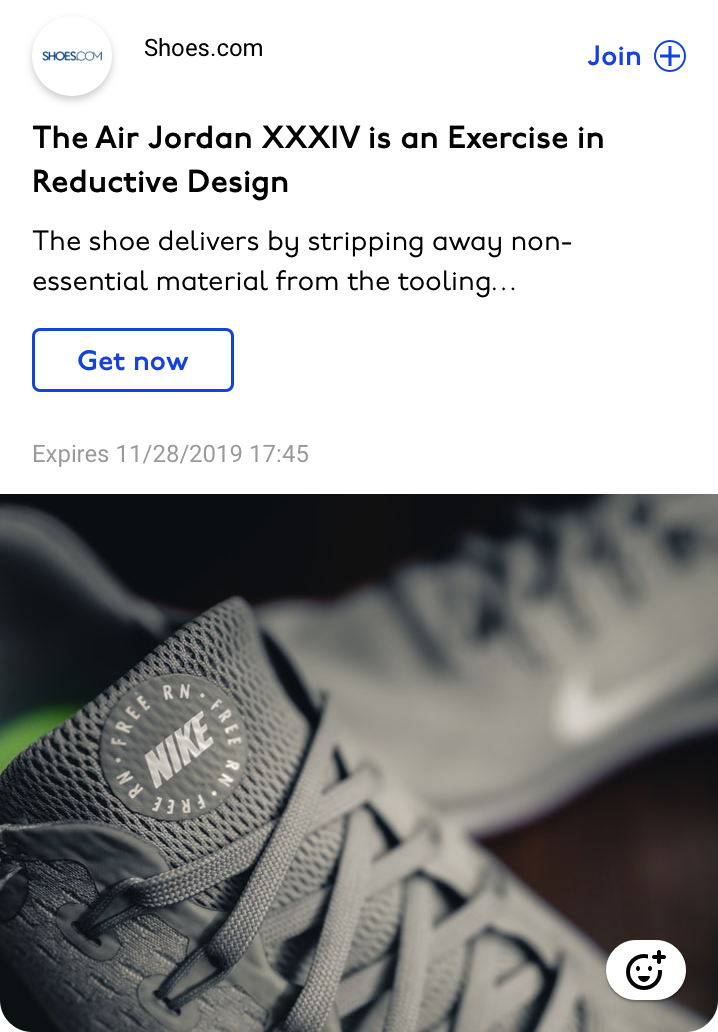 SHOES.COM
Shoes.com
Join
The Air Jordan XXXIV is an Exercise in
Reductive Design
The shoe delivers by stripping away non-
essential material from the tooling...
Get now
Expires 11/28/2019 17:45
FREE RN · FREE RN · FREE RN ·
NIKE